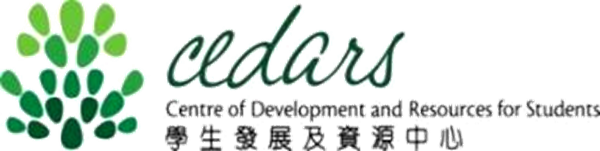 cedars
Centre of Development and Resources for Students
學生發展及資源中心